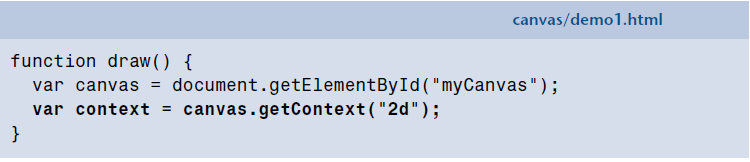 canvas/demo1.html
function draw() {
  var canvas = document.getElementById("myCanvas");
  var context = canvas.getContext("2d");
}